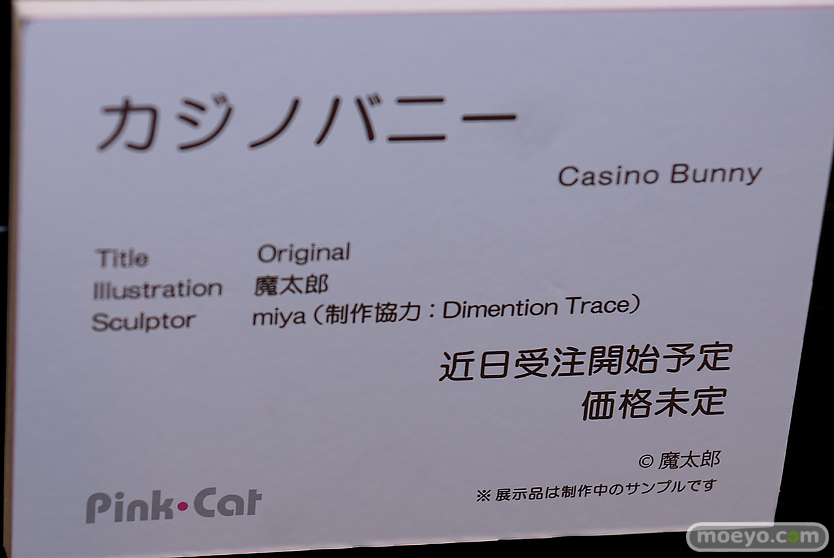 カジノバニー
Casino Bunny
Title Original
Illustration 魔太郎
Sculptor miya（制作協力：Dimention Trace）
近日受注開始予定
価格未定
© 魔太郎
※ 展示品は制作中のサンプルです
Pink・Cat
moeyo.com